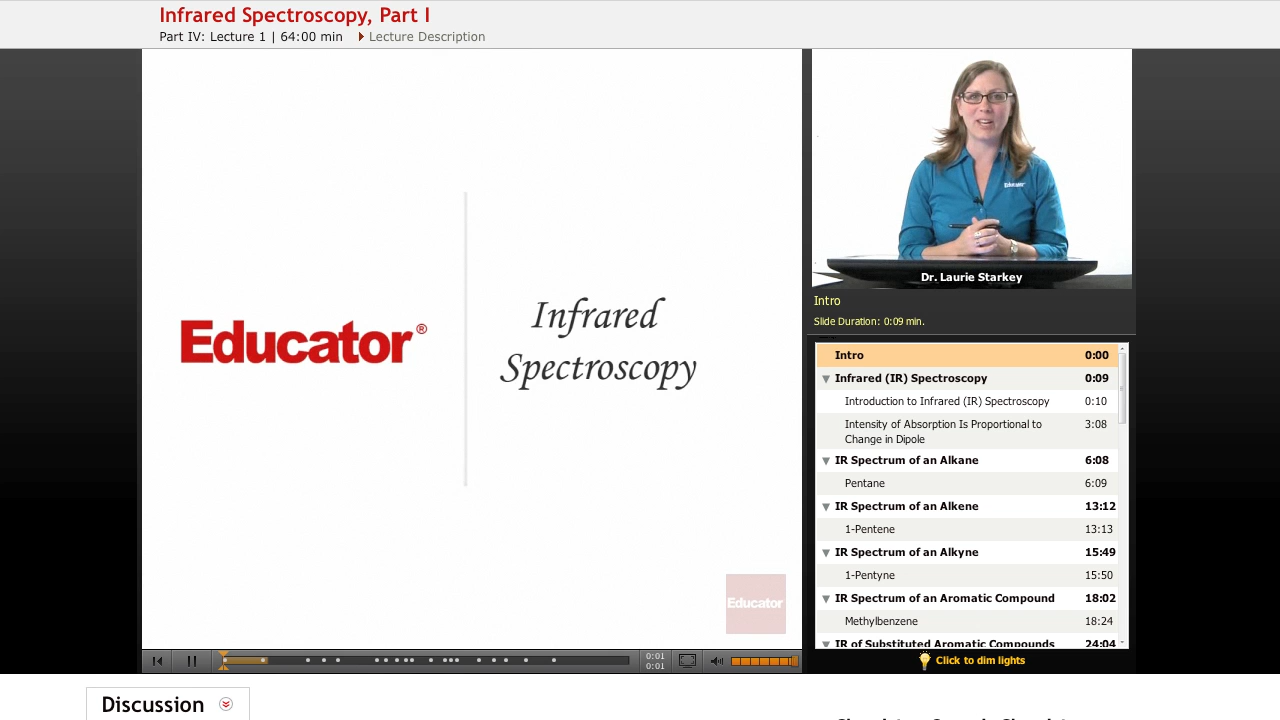 Infrared Spectroscopy, Part I
Part IV: Lecture 1 | 64:00 min
Lecture Description
Educator®
Infrared
Spectroscopy
Educator
Educator
Dr. Laurie Starkey
Intro
Slide Duration: 0:09 min.
Intro 0:00
Infrared (IR) Spectroscopy 0:09
Introduction to Infrared (IR) Spectroscopy 0:10
Intensity of Absorption Is Proportional to 3:08
Change in Dipole
IR Spectrum of an Alkane 6:08
Pentane 6:09
IR Spectrum of an Alkene 13:12
1-Pentene 13:13
IR Spectrum of an Alkyne 15:49
1-Pentyne 15:50
IR Spectrum of an Aromatic Compound 18:02
Methylbenzene 18:24
IR of Substituted Aromatic Compounds 24:04
0:01
0:01
Click to dim lights
Discussion